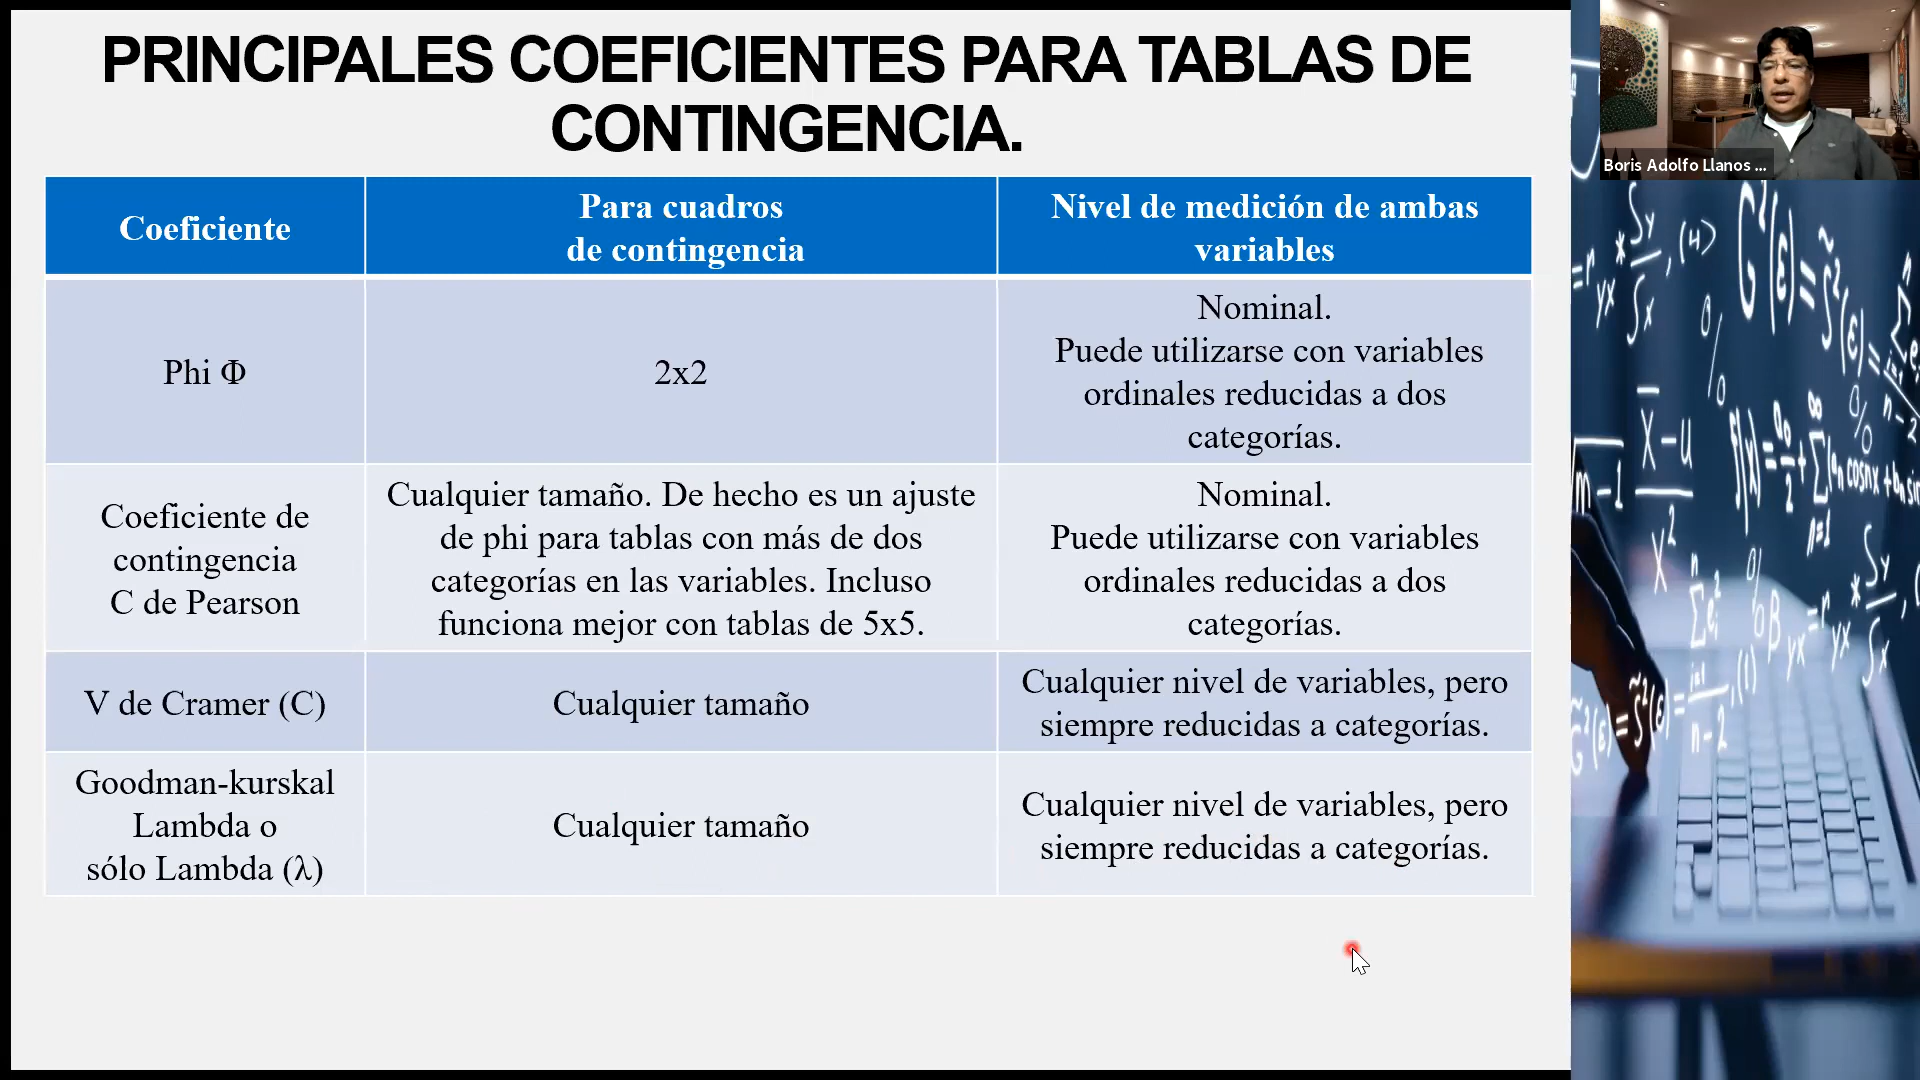 PRINCIPALES COEFICIENTES PARA TABLAS DE
CONTINGENCIA.
Boris Adolfo Llanos ...
Coeficiente
Para cuadros
de contingencia
Nivel de medición de ambas
variables
Phi Φ
2x2
Nominal.
Puede utilizarse con variables
ordinales reducidas a dos
categorías.
Coeficiente de
contingencia
C de Pearson
Cualquier tamaño. De hecho es un ajuste
de phi para tablas con más de dos
categorías en las variables. Incluso
funciona mejor con tablas de 5x5.
Nominal.
Puede utilizarse con variables
ordinales reducidas a dos
categorías.
V de Cramer (C)
Cualquier tamaño
Cualquier nivel de variables, pero
siempre reducidas a categorías.
Goodman-kurskal
Lambda o
sólo Lambda (λ)
Cualquier tamaño
Cualquier nivel de variables, pero
siempre reducidas a categorías.